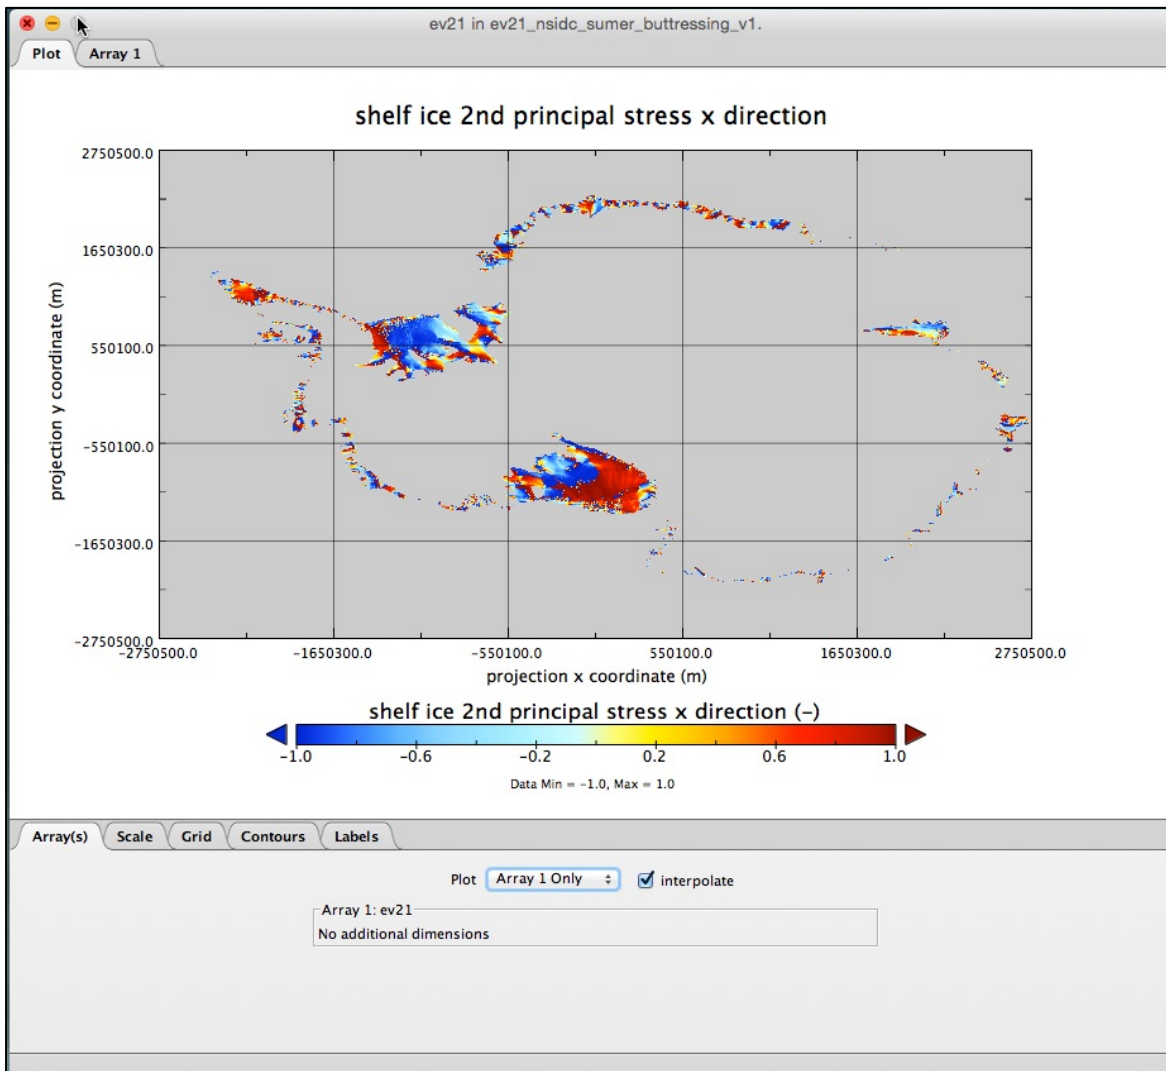 ev21 in ev21_nsidc_sumer_buttressing_v1.
Plot Array 1
shelf ice 2nd principal stress x direction
2750500.0
1650300.0
550100.0
-550100.0
-1650300.0
-2750500.0
projection y coordinate (m)
-2750500.0 -1650300.0 -550100.0 550100.0 1650300.0 2750500.0
projection x coordinate (m)
shelf ice 2nd principal stress x direction (-)
-1.0 -0.6 -0.2 0.2 0.6 1.0
Data Min = -1.0, Max = 1.0
Array(s) Scale Grid Contours Labels
Plot Array 1 Only interpolate
Array 1: ev21
No additional dimensions